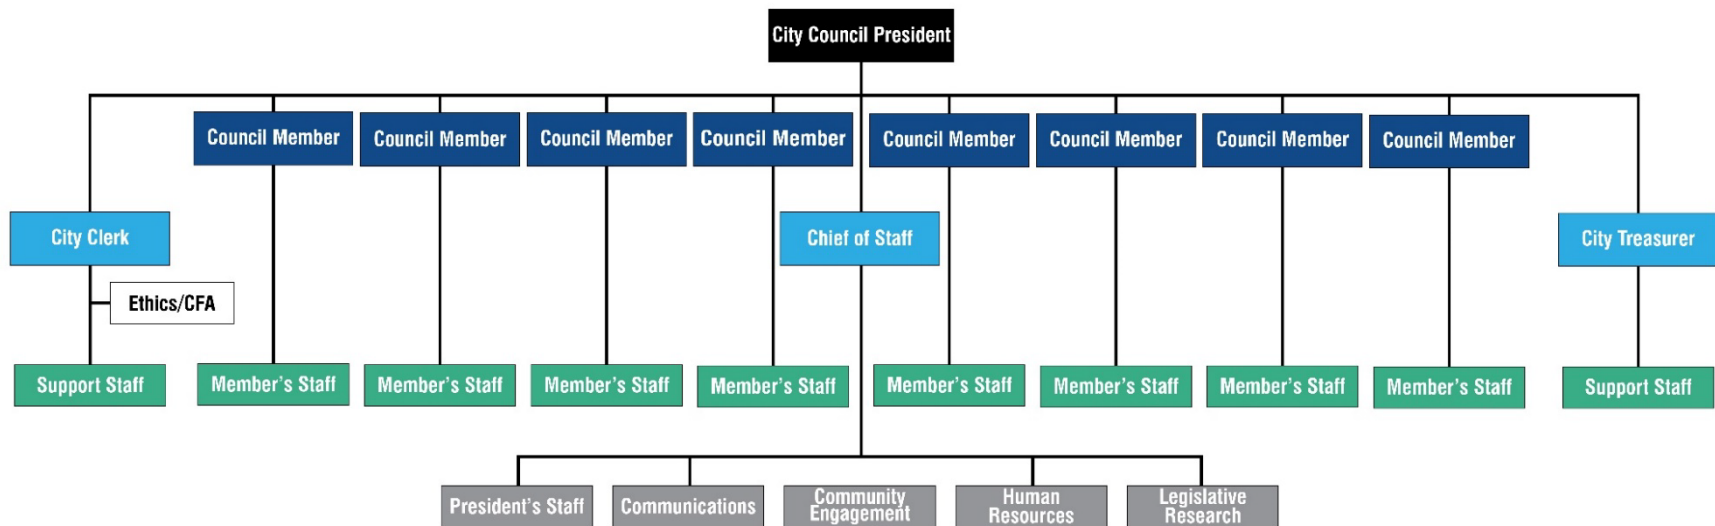 City Council President
Council Member
Council Member
Council Member
Council Member
Council Member
Council Member
Council Member
Council Member
City Clerk
Chief of Staff
City Treasurer
Ethics/CFA
Support Staff
Member's Staff
Member's Staff
Member's Staff
Member's Staff
Member's Staff
Member's Staff
Member's Staff
Member's Staff
Support Staff
President's Staff
Communications
Community
Engagement
Human
Resources
Legislative
Research